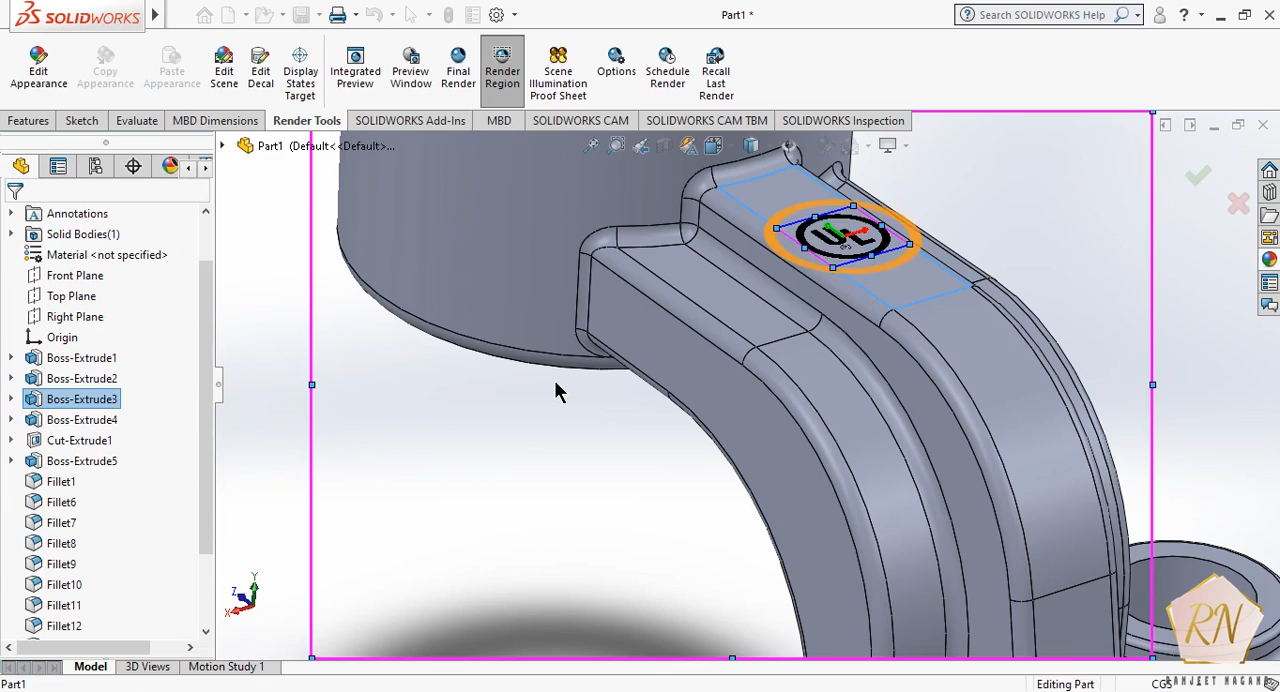 SOLIDWORKS
Part1 *
Search SOLIDWORKS Help
?
Edit Appearance
Copy Appearance
Paste Appearance
Edit Scene
Edit Decal
Display States Target
Integrated Preview
Preview Window
Final Render
Render Region
Scene Illumination Proof Sheet
Options
Schedule Render
Recall Last Render
Features
Sketch
Evaluate
MBD Dimensions
Render Tools
SOLIDWORKS Add-Ins
MBD
SOLIDWORKS CAM
SOLIDWORKS CAM TBM
SOLIDWORKS Inspection
Part1 (Default<<Default>...
Annotations
Solid Bodies(1)
Material <not specified>
Front Plane
Top Plane
Right Plane
Origin
Boss-Extrude1
Boss-Extrude2
Boss-Extrude3
Boss-Extrude4
Cut-Extrude1
Boss-Extrude5
Fillet1
Fillet6
Fillet7
Fillet8
Fillet9
Fillet10
Fillet11
Fillet12
UL
Y
Z
X
RN
Model
3D Views
Motion Study 1
Part1
Editing Part